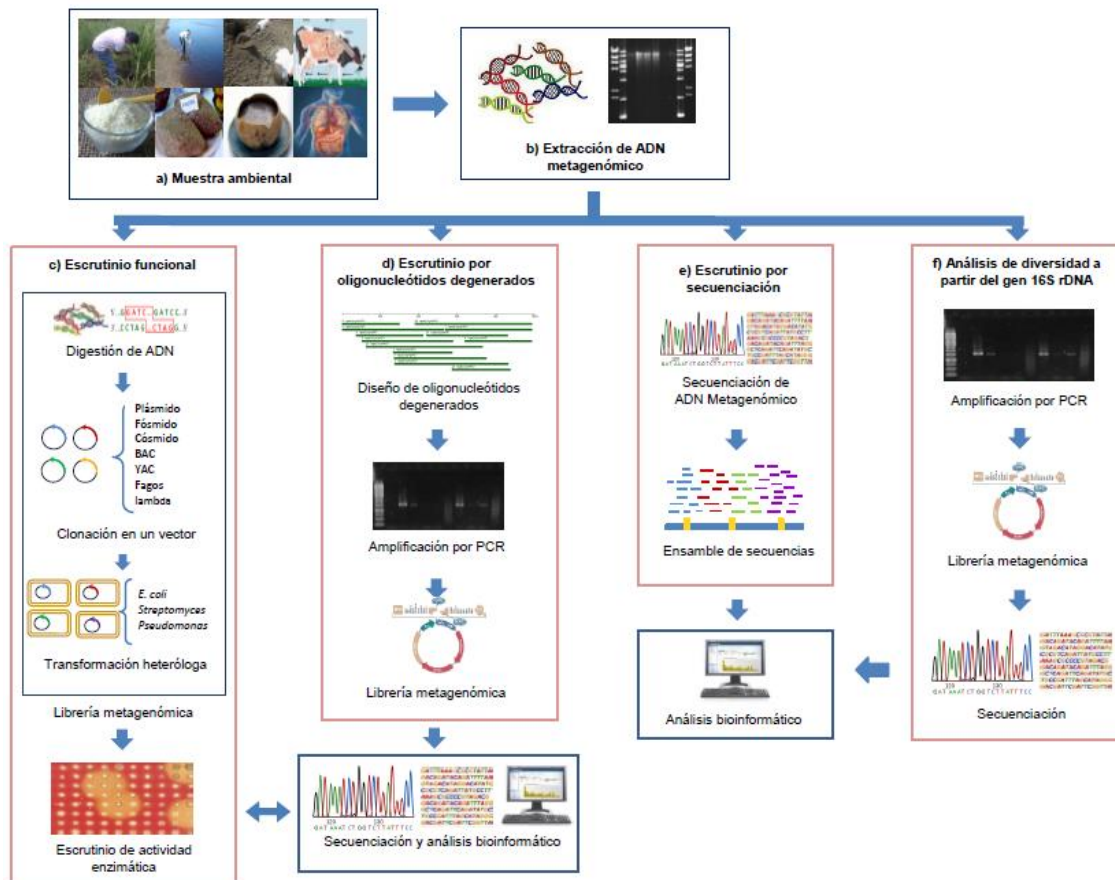 a) Muestra ambiental
b) Extracción de ADN
metagenómico
c) Escrutinio funcional
Digestión de ADN
Plásmido
Fósmido
Cósmido
BAC
YAC
Fagos
lambda
Clonación en un vector
E. coli
Streptomyces
Pseudomonas
Transformación heteróloga
Librería metagenómica
Escrutinio de actividad
enzimática
d) Escrutinio por
oligonucleótidos degenerados
Diseño de oligonucleótidos
degenerados
Amplificación por PCR
Librería metagenómica
Secuenciación y análisis bioinformático
e) Escrutinio por
secuenciación
Secuenciación de
ADN Metagenómico
Ensamble de secuencias
Análisis bioinformático
f) Análisis de diversidad a
partir del gen 16S rDNA
Amplificación por PCR
Librería metagenómica
Secuenciación